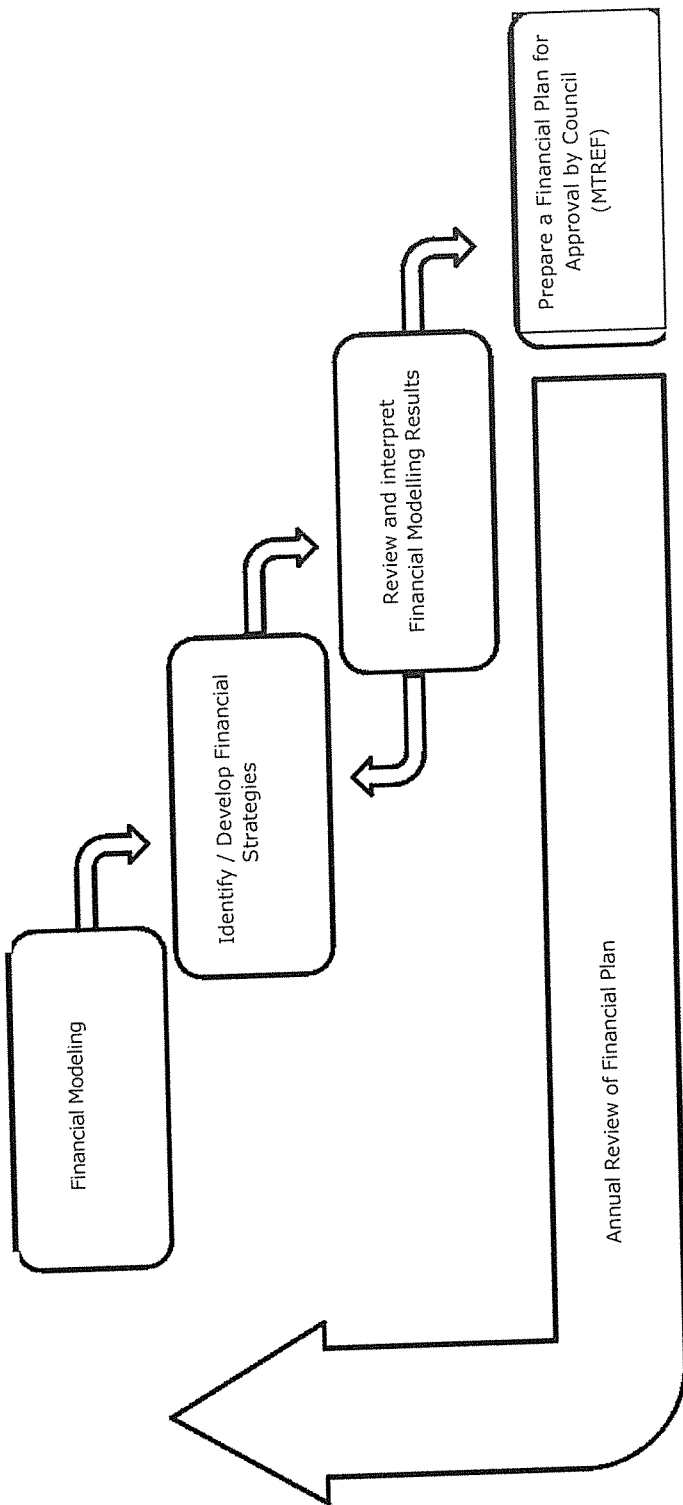 Financial Modeling
Identify / Develop Financial
Strategies
Review and interpret
Financial Modelling Results
Prepare a Financial Plan for
Approval by Council
(MTREF)
Annual Review of Financial Plan